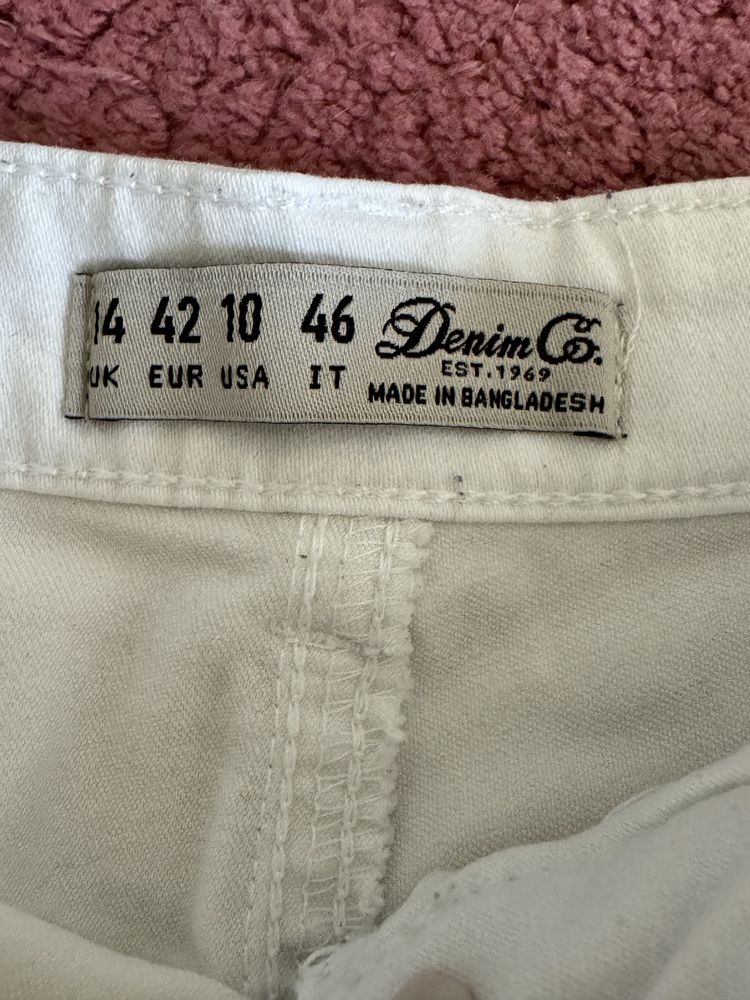 14 42 10 46 Denim Co.
UK EUR USA IT EST.1969
MADE IN BANGLADESH